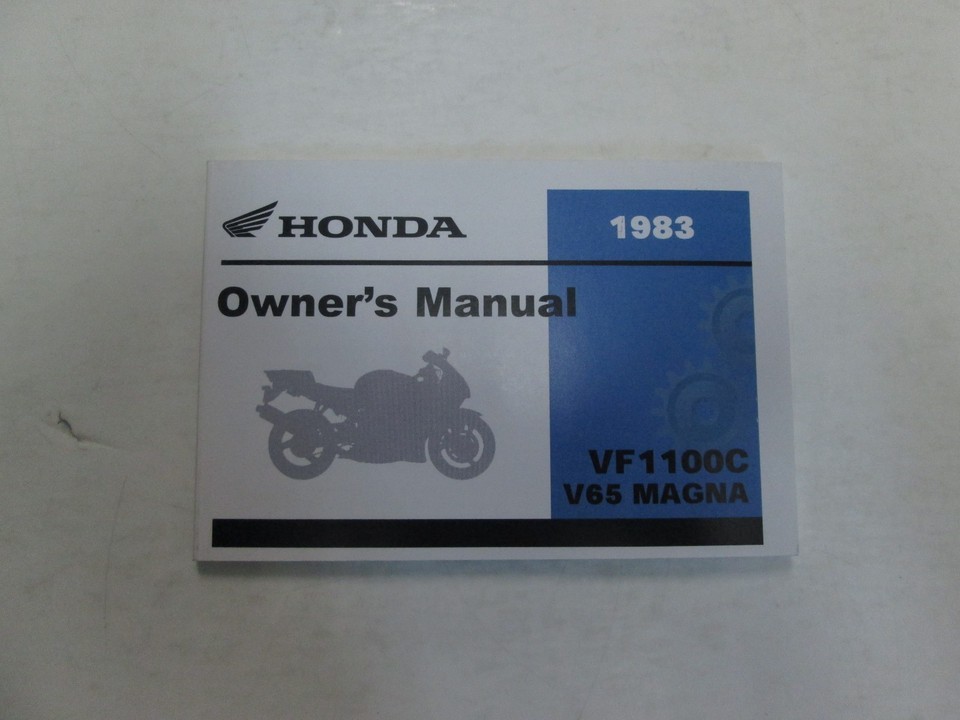 HONDA
1983
Owner's Manual
VF1100C
V65 MAGNA